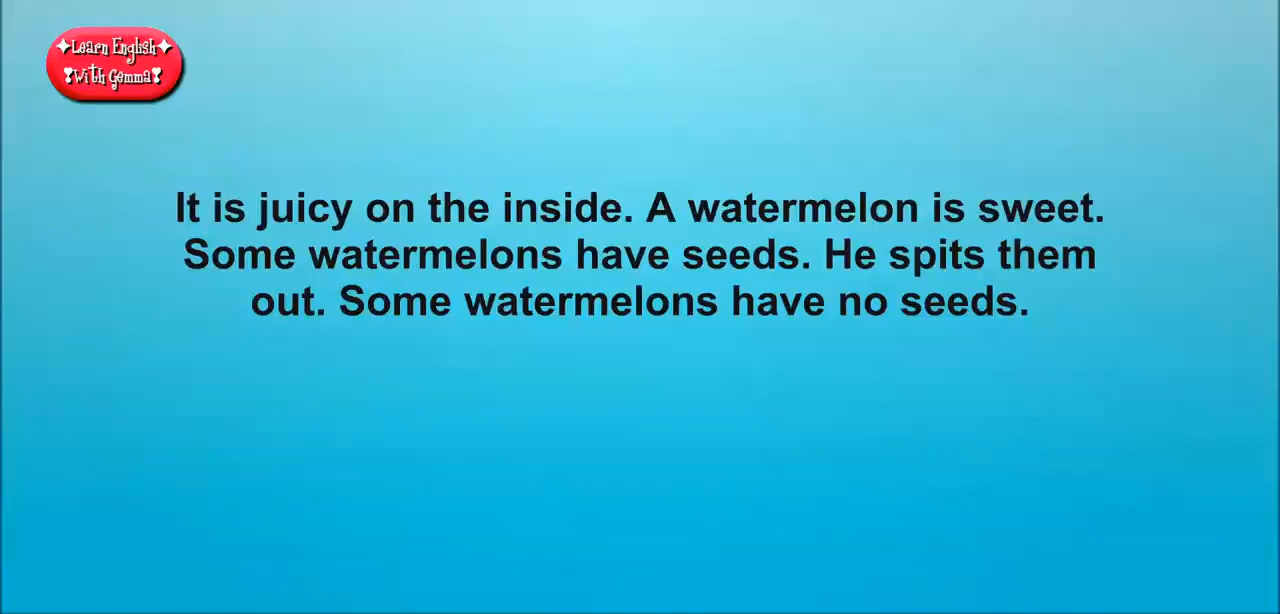 ✦Learn English✦
❣With Gemma❣
It is juicy on the inside. A watermelon is sweet.
Some watermelons have seeds. He spits them
out. Some watermelons have no seeds.